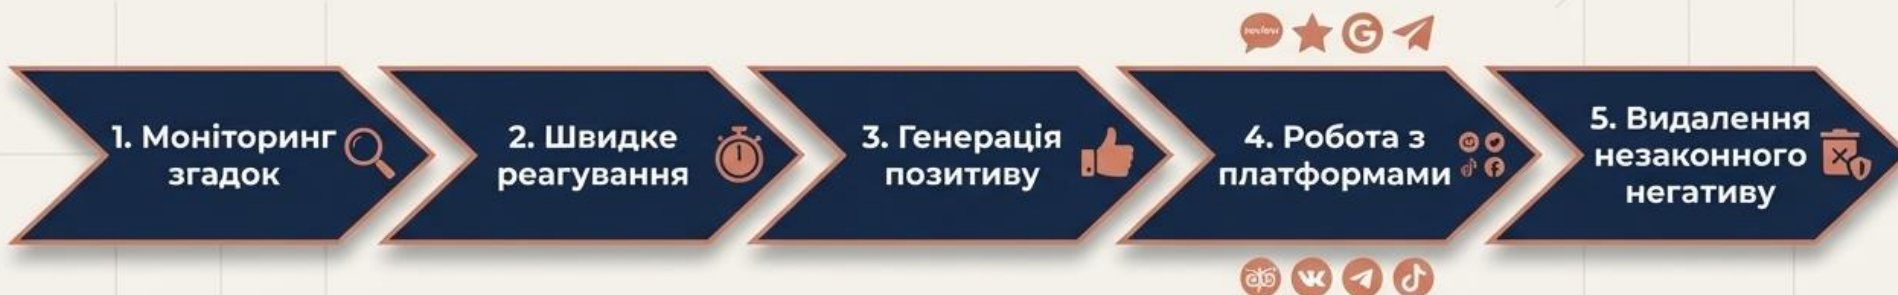 1. Моніторинг
згадок
2. Швидке
реагування
3. Генерація
позитиву
4. Робота з
платформами
5. Видалення
незаконного
негативу